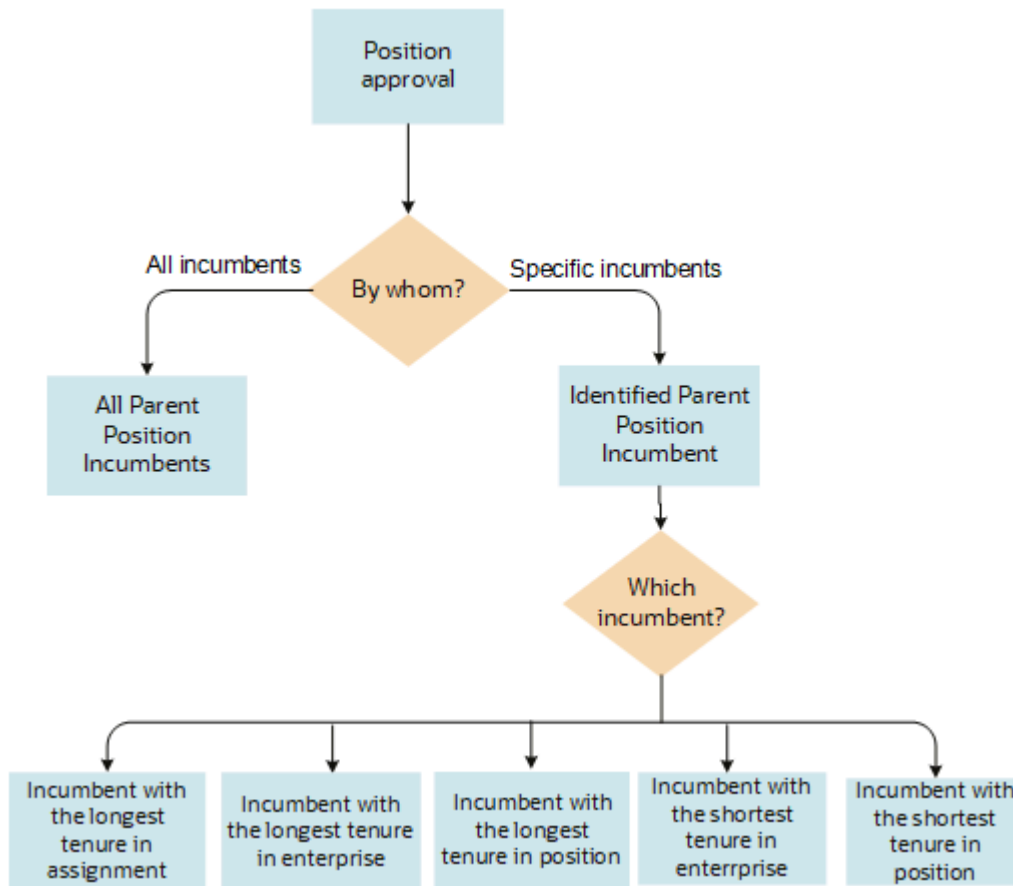 Position
approval
All incumbents
By whom?
Specific incumbents
All Parent
Position
Incumbents
Identified Parent
Position
Incumbent
Which
incumbent?
Incumbent with
the longest
tenure in
assignment
Incumbent with
the longest tenure
in enterprise
Incumbent with
the longest
tenure in position
Incumbent with
the shortest
tenure in
enterrprise
Incumbent with
the shortest
tenure in
position